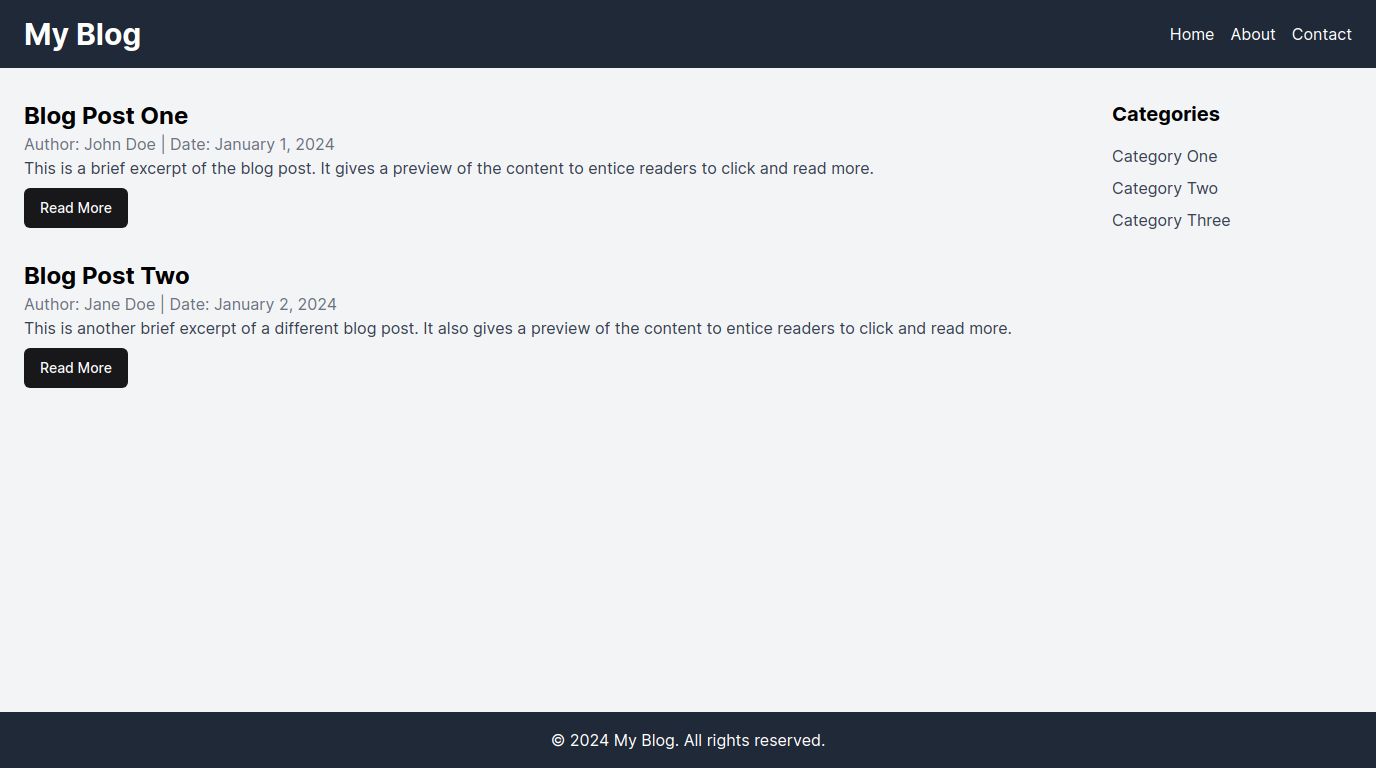 My Blog
Home About Contact
Blog Post One
Author: John Doe | Date: January 1, 2024
This is a brief excerpt of the blog post. It gives a preview of the content to entice readers to click and read more.
Read More
Blog Post Two
Author: Jane Doe | Date: January 2, 2024
This is another brief excerpt of a different blog post. It also gives a preview of the content to entice readers to click and read more.
Read More
Categories
Category One
Category Two
Category Three
© 2024 My Blog. All rights reserved.